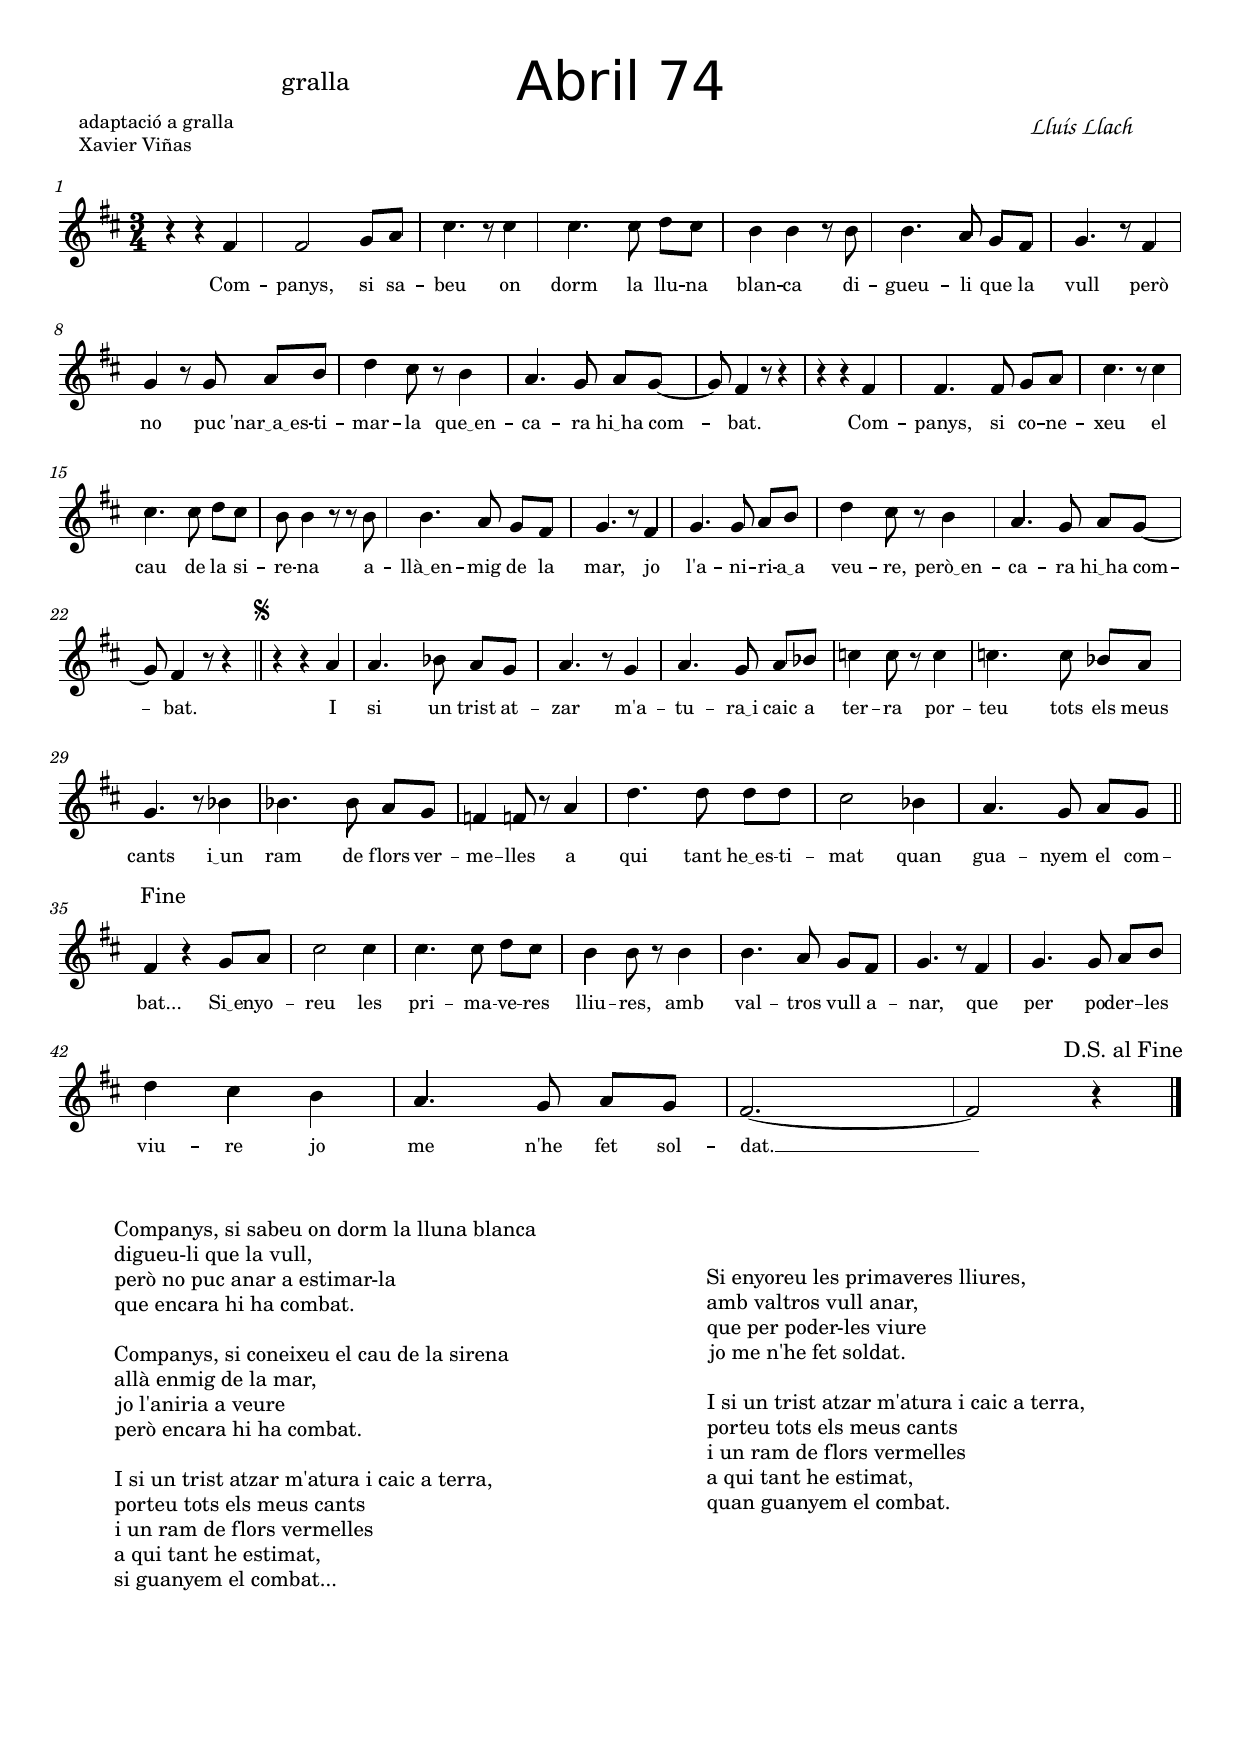 gralla
Abril 74
adaptació a gralla
Xavier Viñas
Lluís Llach
1
Com – panys, si sa – beu on dorm la llu-na blan-ca di – gueu – li que la vull però
8
no puc 'nar‿a‿es-ti – mar–la que‿en – ca – ra hi‿ha com – bat. Com – panys, si co–ne – xeu el
15
cau de la si – re-na a – llà‿en – mig de la mar, jo l'a – ni-ri-a‿a veu – re, però‿en – ca – ra hi‿ha com–
22
– bat. I si un trist at – zar m'a – tu – ra‿i caic a ter–ra por – teu tots els meus
29
cants i‿un ram de flors ver – me–lles a qui tant he‿es-ti – mat quan gua – nyem el com–
Fine
35
bat... Si‿enyo – reu les pri – ma-ve-res lliu – res, amb val – tros vull a – nar, que per poder–les
D.S. al Fine
42
viu – re jo me n'he fet sol – dat.
Companys, si sabeu on dorm la lluna blanca
digueu-li que la vull,
però no puc anar a estimar-la
que encara hi ha combat.
Companys, si coneixeu el cau de la sirena
allà enmig de la mar,
jo l'aniria a veure
però encara hi ha combat.
I si un trist atzar m'atura i caic a terra,
porteu tots els meus cants
i un ram de flors vermelles
a qui tant he estimat,
si guanyem el combat...
Si enyoreu les primaveres lliures,
amb valtros vull anar,
que per poder-les viure
jo me n'he fet soldat.
I si un trist atzar m'atura i caic a terra,
porteu tots els meus cants
i un ram de flors vermelles
a qui tant he estimat,
quan guanyem el combat.